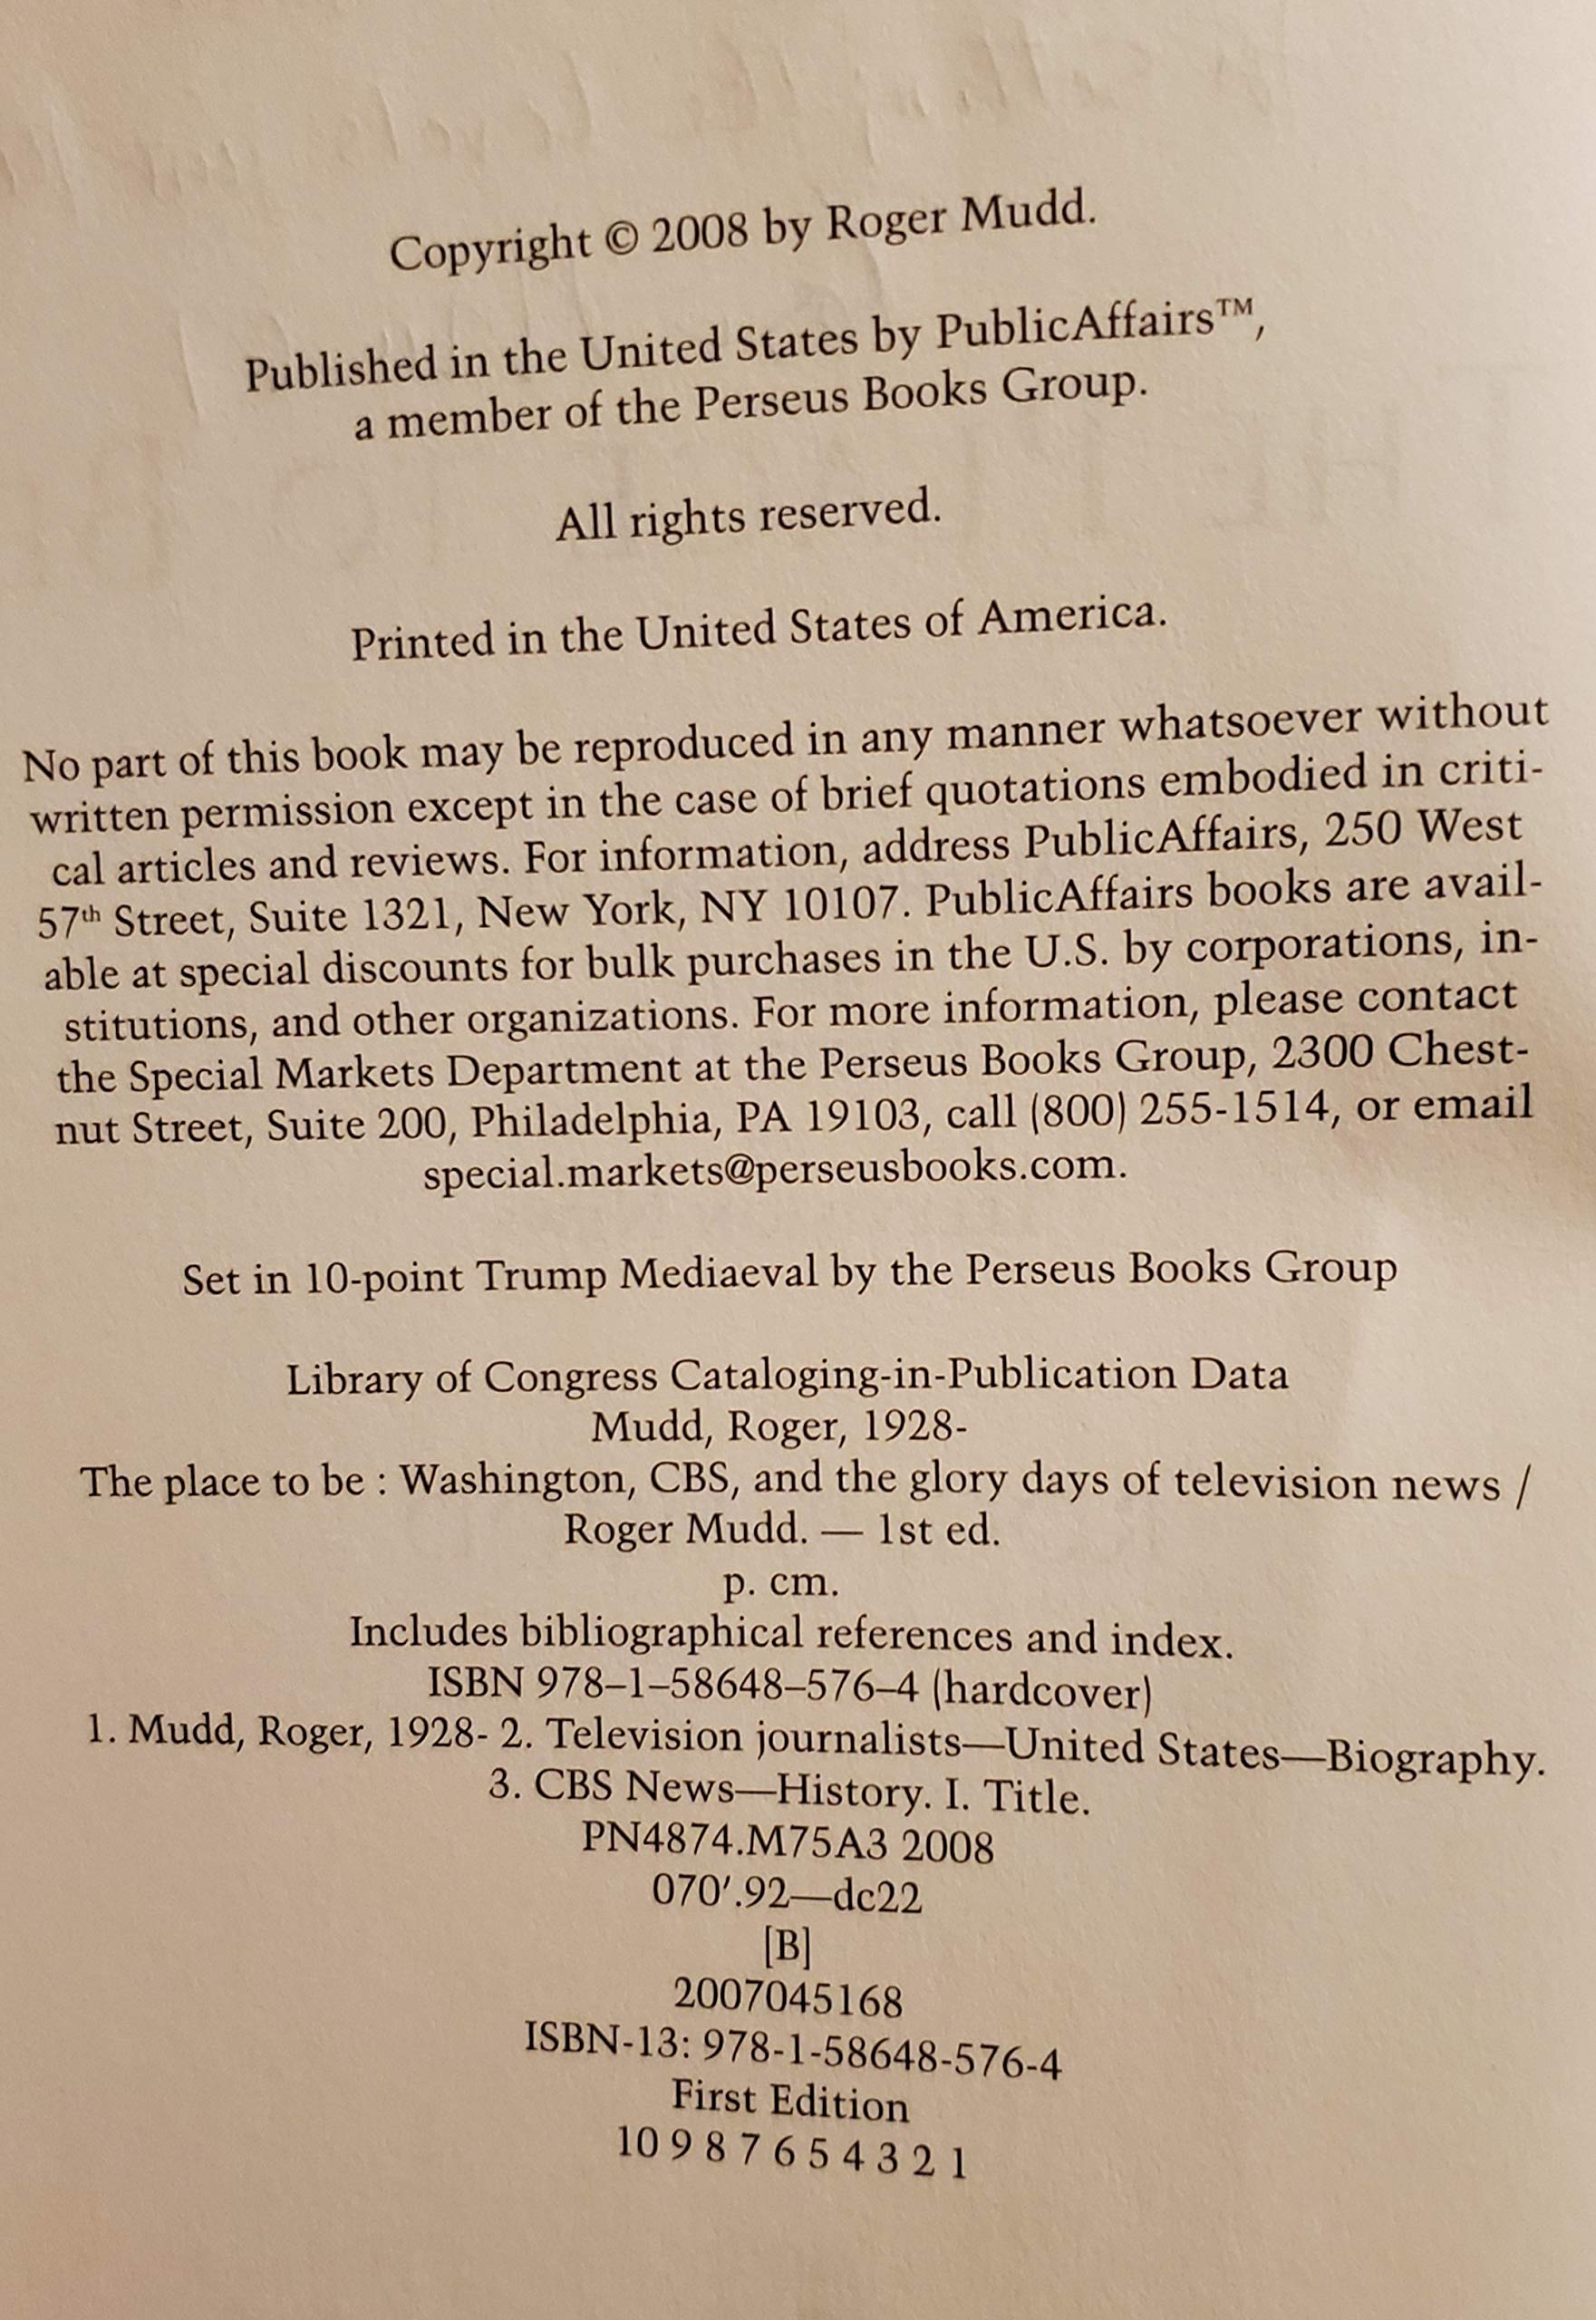 Copyright © 2008 by Roger Mudd.
Published in the United States by PublicAffairs™,
a member of the Perseus Books Group.
All rights reserved.
Printed in the United States of America.
No part of this book may be reproduced in any manner whatsoever without
written permission except in the case of brief quotations embodied in criti-
cal articles and reviews. For information, address PublicAffairs, 250 West
57th Street, Suite 1321, New York, NY 10107. PublicAffairs books are avail-
able at special discounts for bulk purchases in the U.S. by corporations, in-
stitutions, and other organizations. For more information, please contact
the Special Markets Department at the Perseus Books Group, 2300 Chest-
nut Street, Suite 200, Philadelphia, PA 19103, call (800) 255-1514, or email
special.markets@perseusbooks.com.
Set in 10-point Trump Mediaeval by the Perseus Books Group
Library of Congress Cataloging-in-Publication Data
Mudd, Roger, 1928-
The place to be : Washington, CBS, and the glory days of television news /
Roger Mudd. — 1st ed.
p. cm.
Includes bibliographical references and index.
ISBN 978–1–58648–576–4 (hardcover)
1. Mudd, Roger, 1928- 2. Television journalists—United States—Biography.
3. CBS News—History. I. Title.
PN4874.M75A3 2008
070′.92—dc22
[B]
2007045168
ISBN-13: 978-1-58648-576-4
First Edition
10 9 8 7 6 5 4 3 2 1